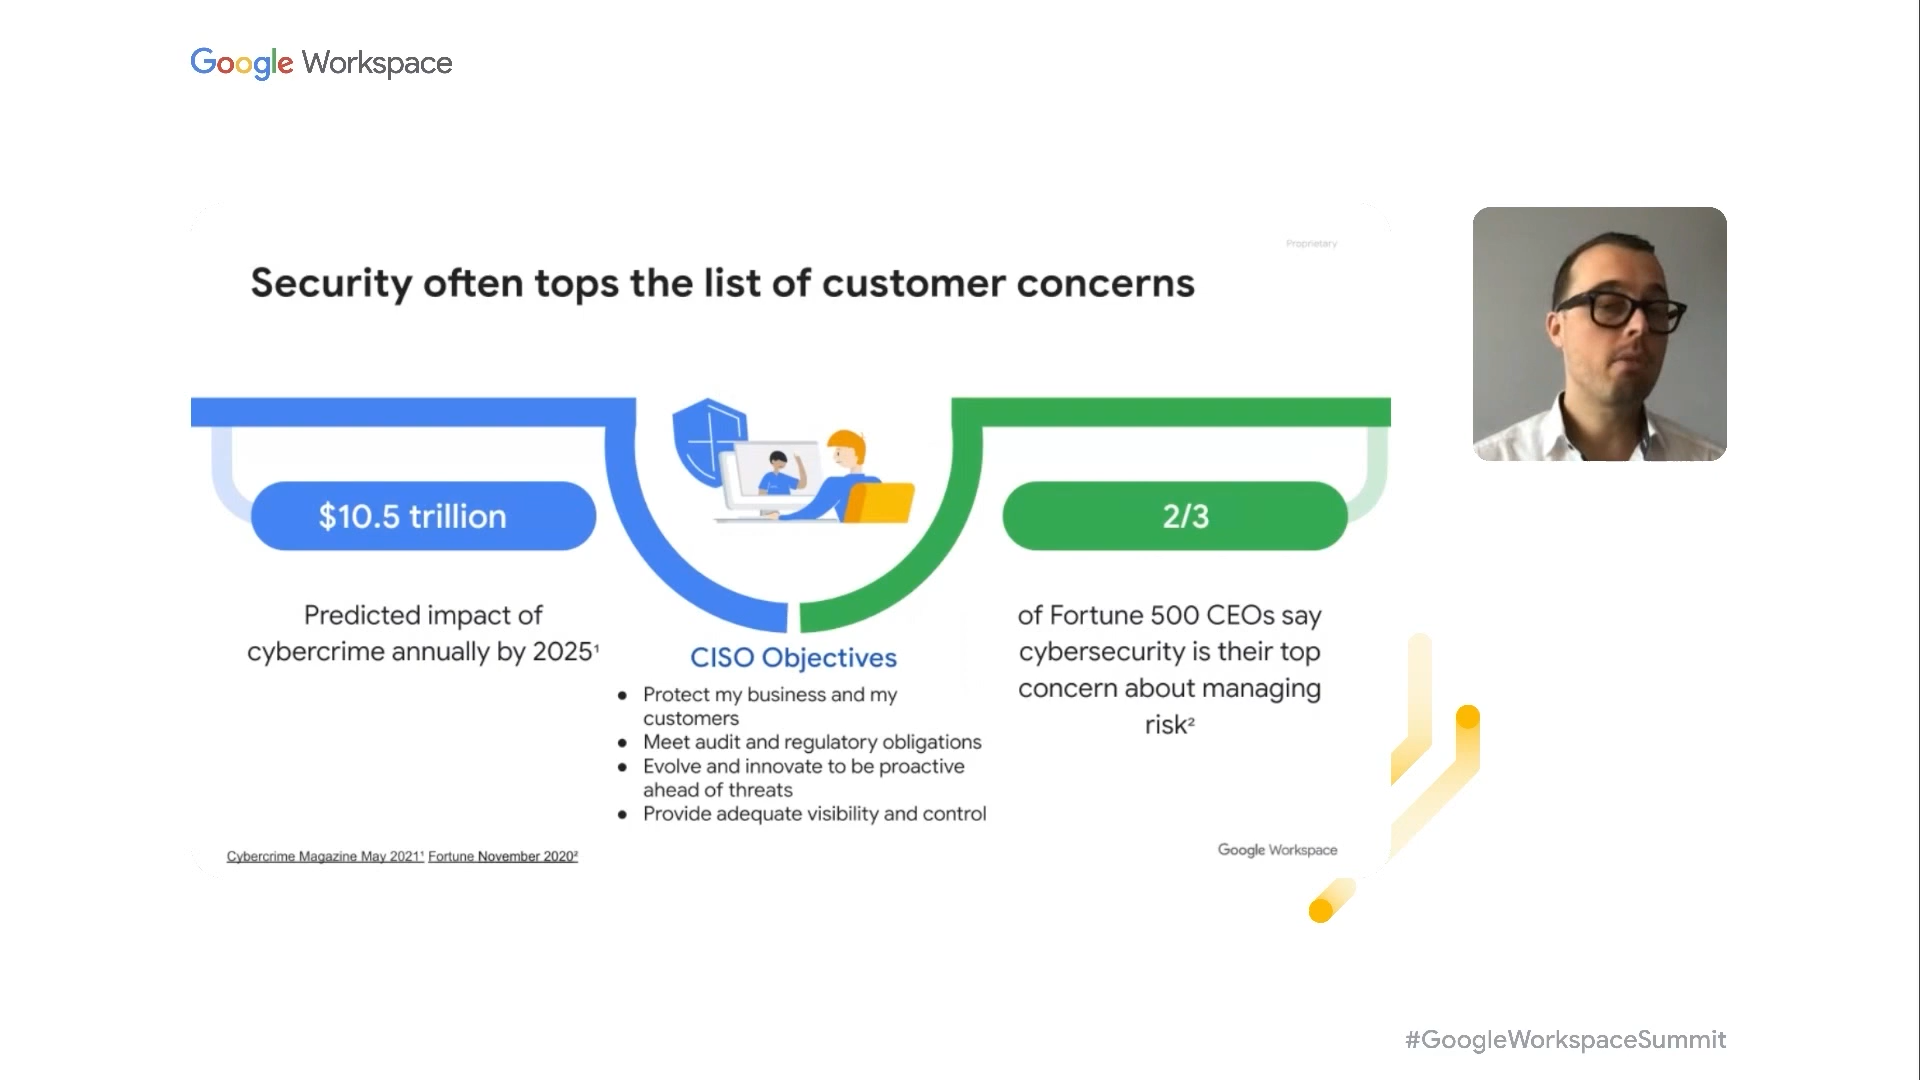 Google Workspace
Proprietary
Security often tops the list of customer concerns
$10.5 trillion
Predicted impact of
cybercrime annually by 2025¹
CISO Objectives
● Protect my business and my
customers
● Meet audit and regulatory obligations
● Evolve and innovate to be proactive
ahead of threats
● Provide adequate visibility and control
2/3
of Fortune 500 CEOs say
cybersecurity is their top
concern about managing
risk²
Cybercrime Magazine May 2021¹ Fortune November 2020²
Google Workspace
#GoogleWorkspaceSummit